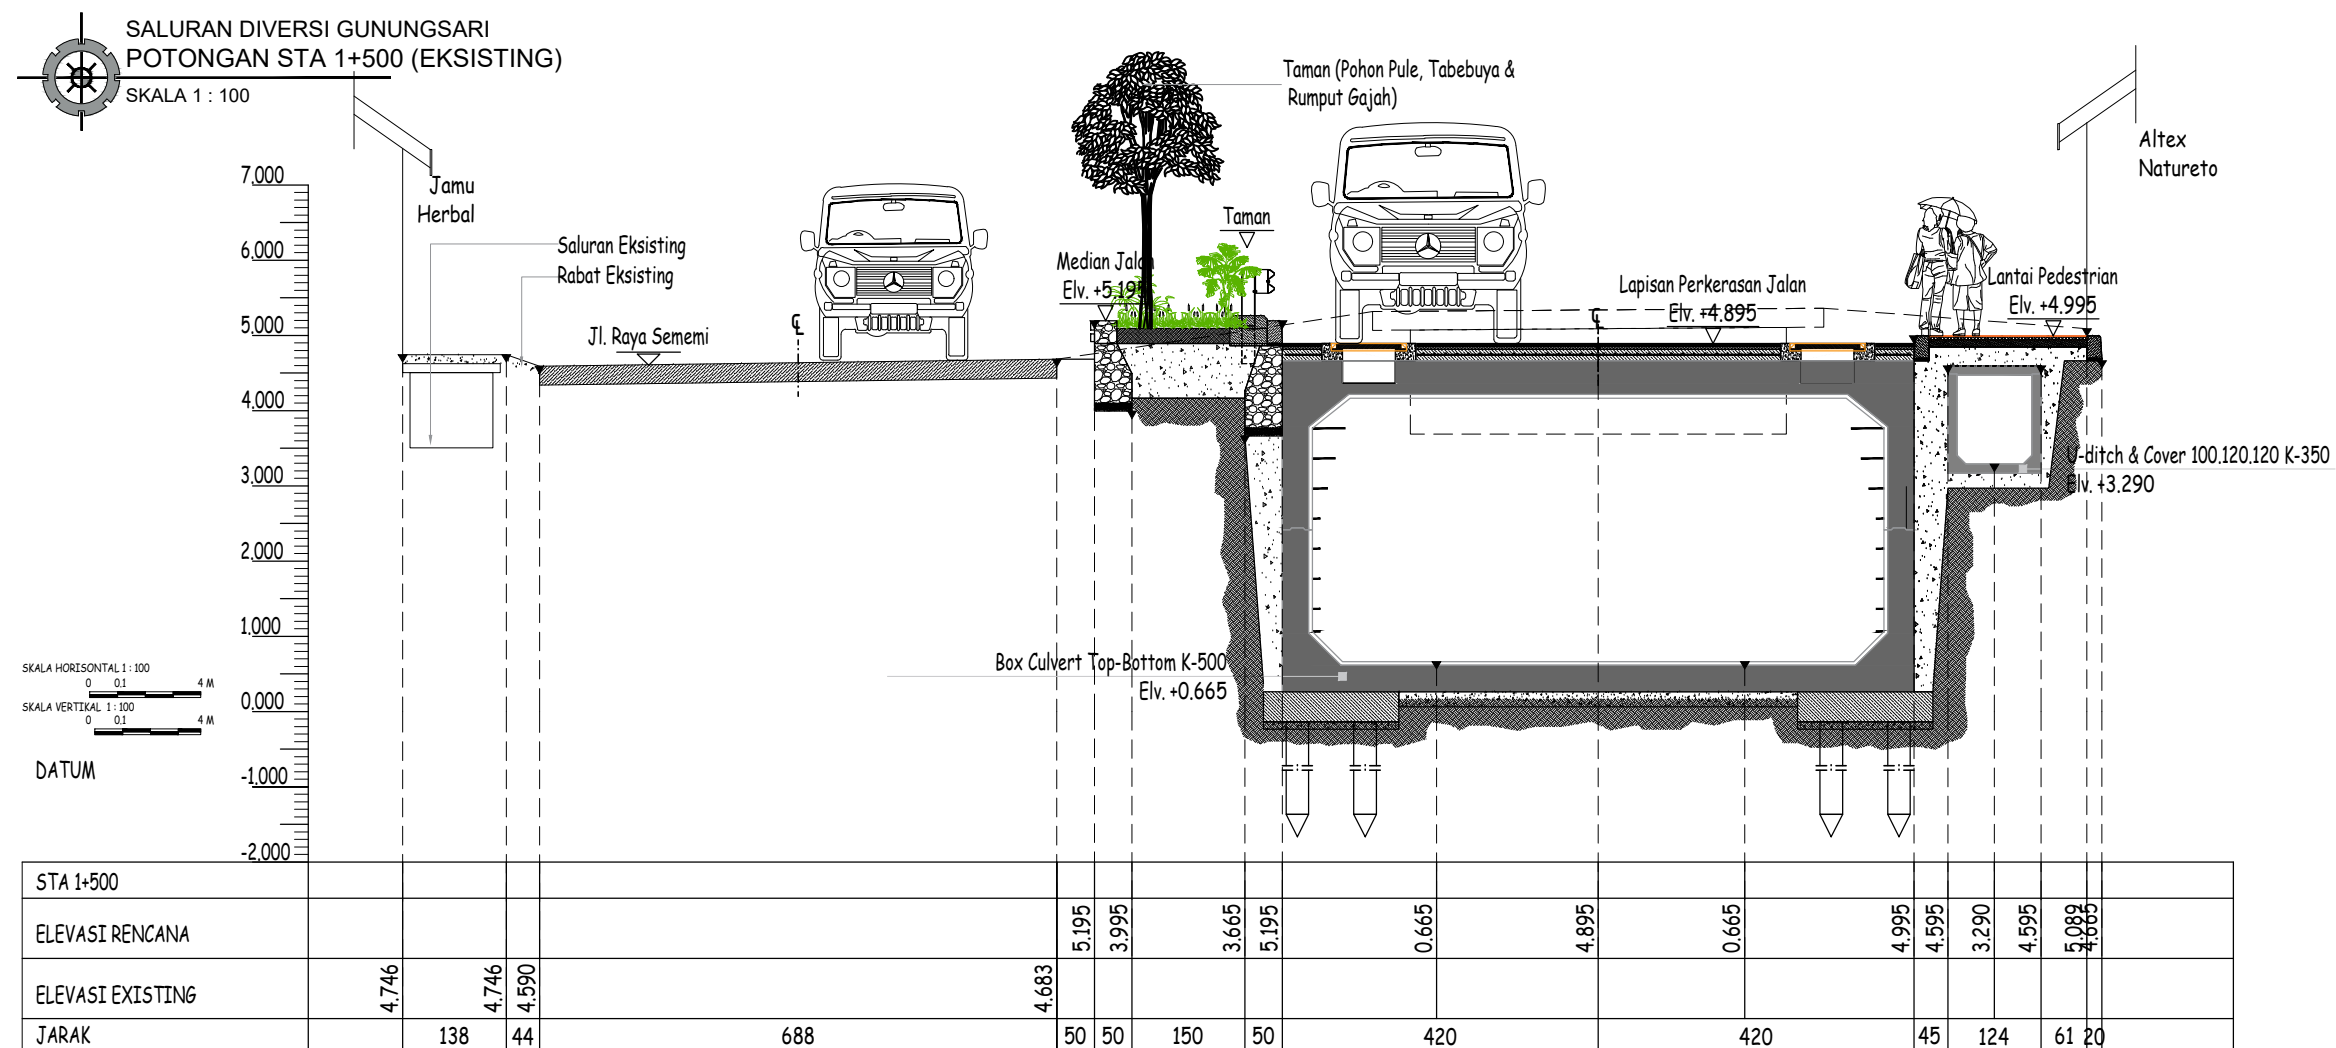 SALURAN DIVERSI GUNUNGSARI
POTONGAN STA 1+500 (EKSISTING)
SKALA 1 : 100
Taman (Pohon Pule, Tabebuya &
Rumput Gajah)
Altex
Natureto
Jamu
Herbal
Saluran Eksisting
Rabat Eksisting
Taman
Median Jalan
Elv. +5.195
Jl. Raya Sememi
Lapisan Perkerasan Jalan
Elv. +4.895
Lantai Pedestrian
Elv. +4.995
U-ditch & Cover 100.120.120 K-350
Elv. +3.290
Box Culvert Top-Bottom K-500
Elv. +0.665
7.000
6.000
5.000
4.000
3.000
2.000
1.000
0.000
-1.000
-2.000
SKALA HORISONTAL 1 : 100
0 0.1 4 M
SKALA VERTIKAL 1 : 100
0 0.1 4 M
DATUM
STA 1+500
ELEVASI RENCANA 5.195 3.995 3.665 5.195 0.665 4.895 0.665 4.995 4.595 3.290 4.595 5.089 4.665
ELEVASI EXISTING 4.746 4.746 4.590 4.683
JARAK 138 44 688 50 50 150 50 420 420 45 124 61 20